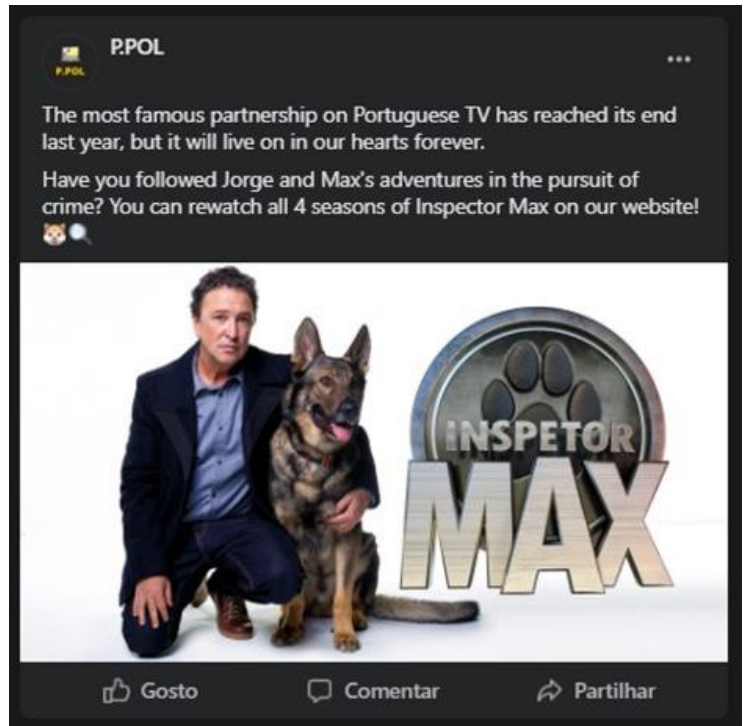 P.POL
P.POL
The most famous partnership on Portuguese TV has reached its end
last year, but it will live on in our hearts forever.
Have you followed Jorge and Max's adventures in the pursuit of
crime? You can rewatch all 4 seasons of Inspector Max on our website!
INSPETOR
MAX
Gosto
Comentar
Partilhar